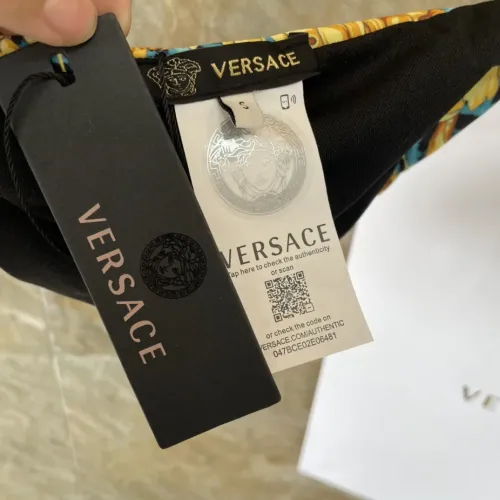 VERSACE
S
VERSACE
VERSACE
Tap here to check the authenticity
or scan
or check the code on
VERSACE.COM/AUTHENTIC
047BCE02E06481
VE